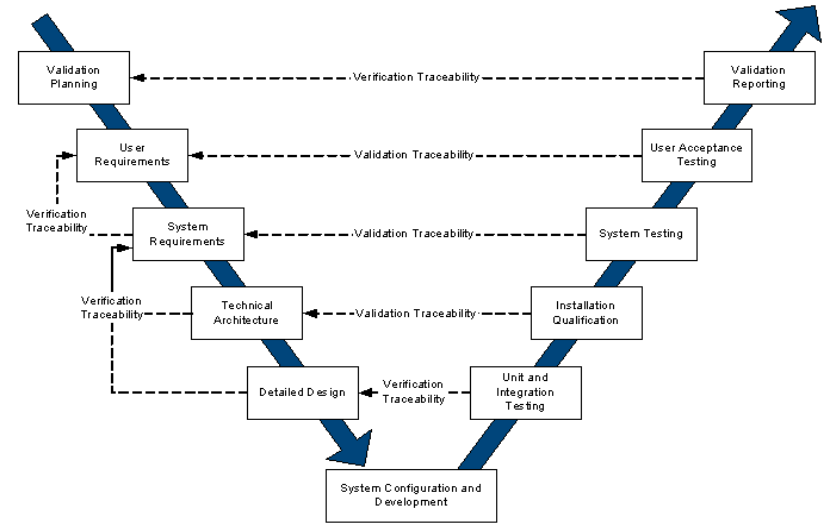 Validation
Planning
Verification Traceability
Validation
Reporting
User
Requirements
Validation Traceability
User Acceptance
Testing
Verification
Traceability
System
Requirements
Validation Traceability
System Testing
Verification
Traceability
Technical
Architecture
Validation Traceability
Installation
Qualification
Detailed Design
Verification
Traceability
Unit and
Integration
Testing
System Configuration and
Development